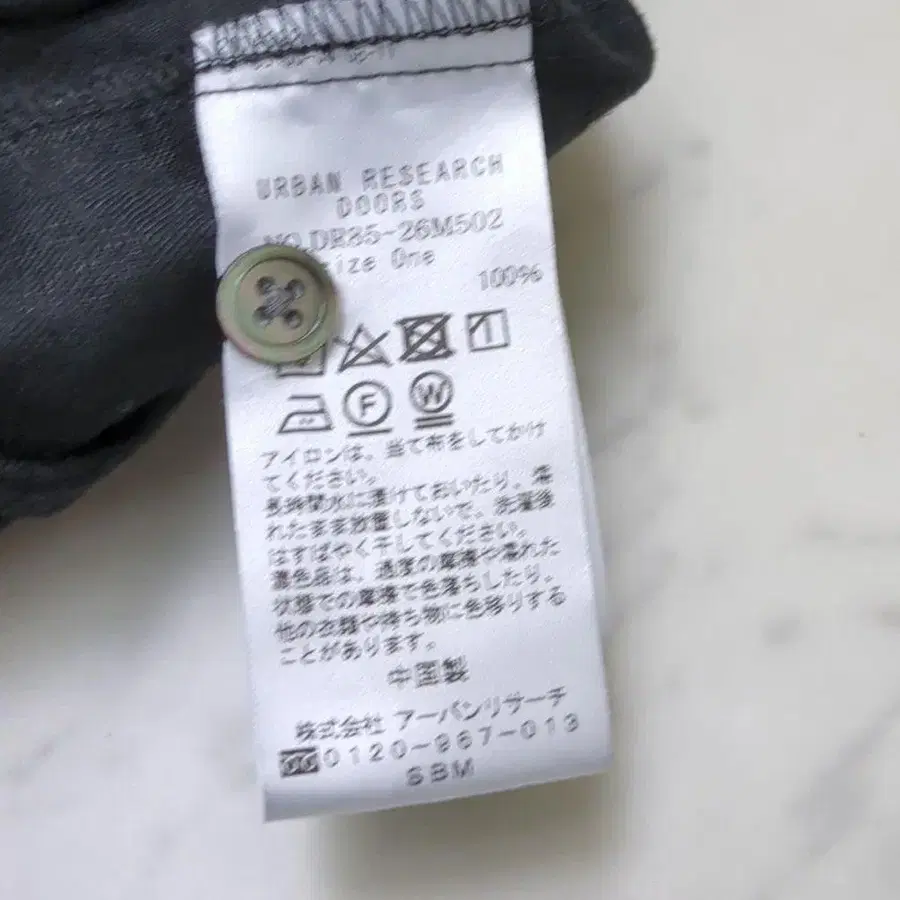 URBAN RESEARCH
DOORS
NO.DR35-26M502
size One
100%
F W
アイロンは、当て布をしてかけ
てください。
長時間水に漬けておいたり、濡
れたまま放置しないで、洗濯後
はすばやく干してください。
濃色品は、過度の摩擦や濡れた
状態での摩擦で色落ちしたり、
他の衣類や持ち物に色移りする
ことがあります。
中国製
株式会社 アーバンリサーチ
0120-967-013
SBM